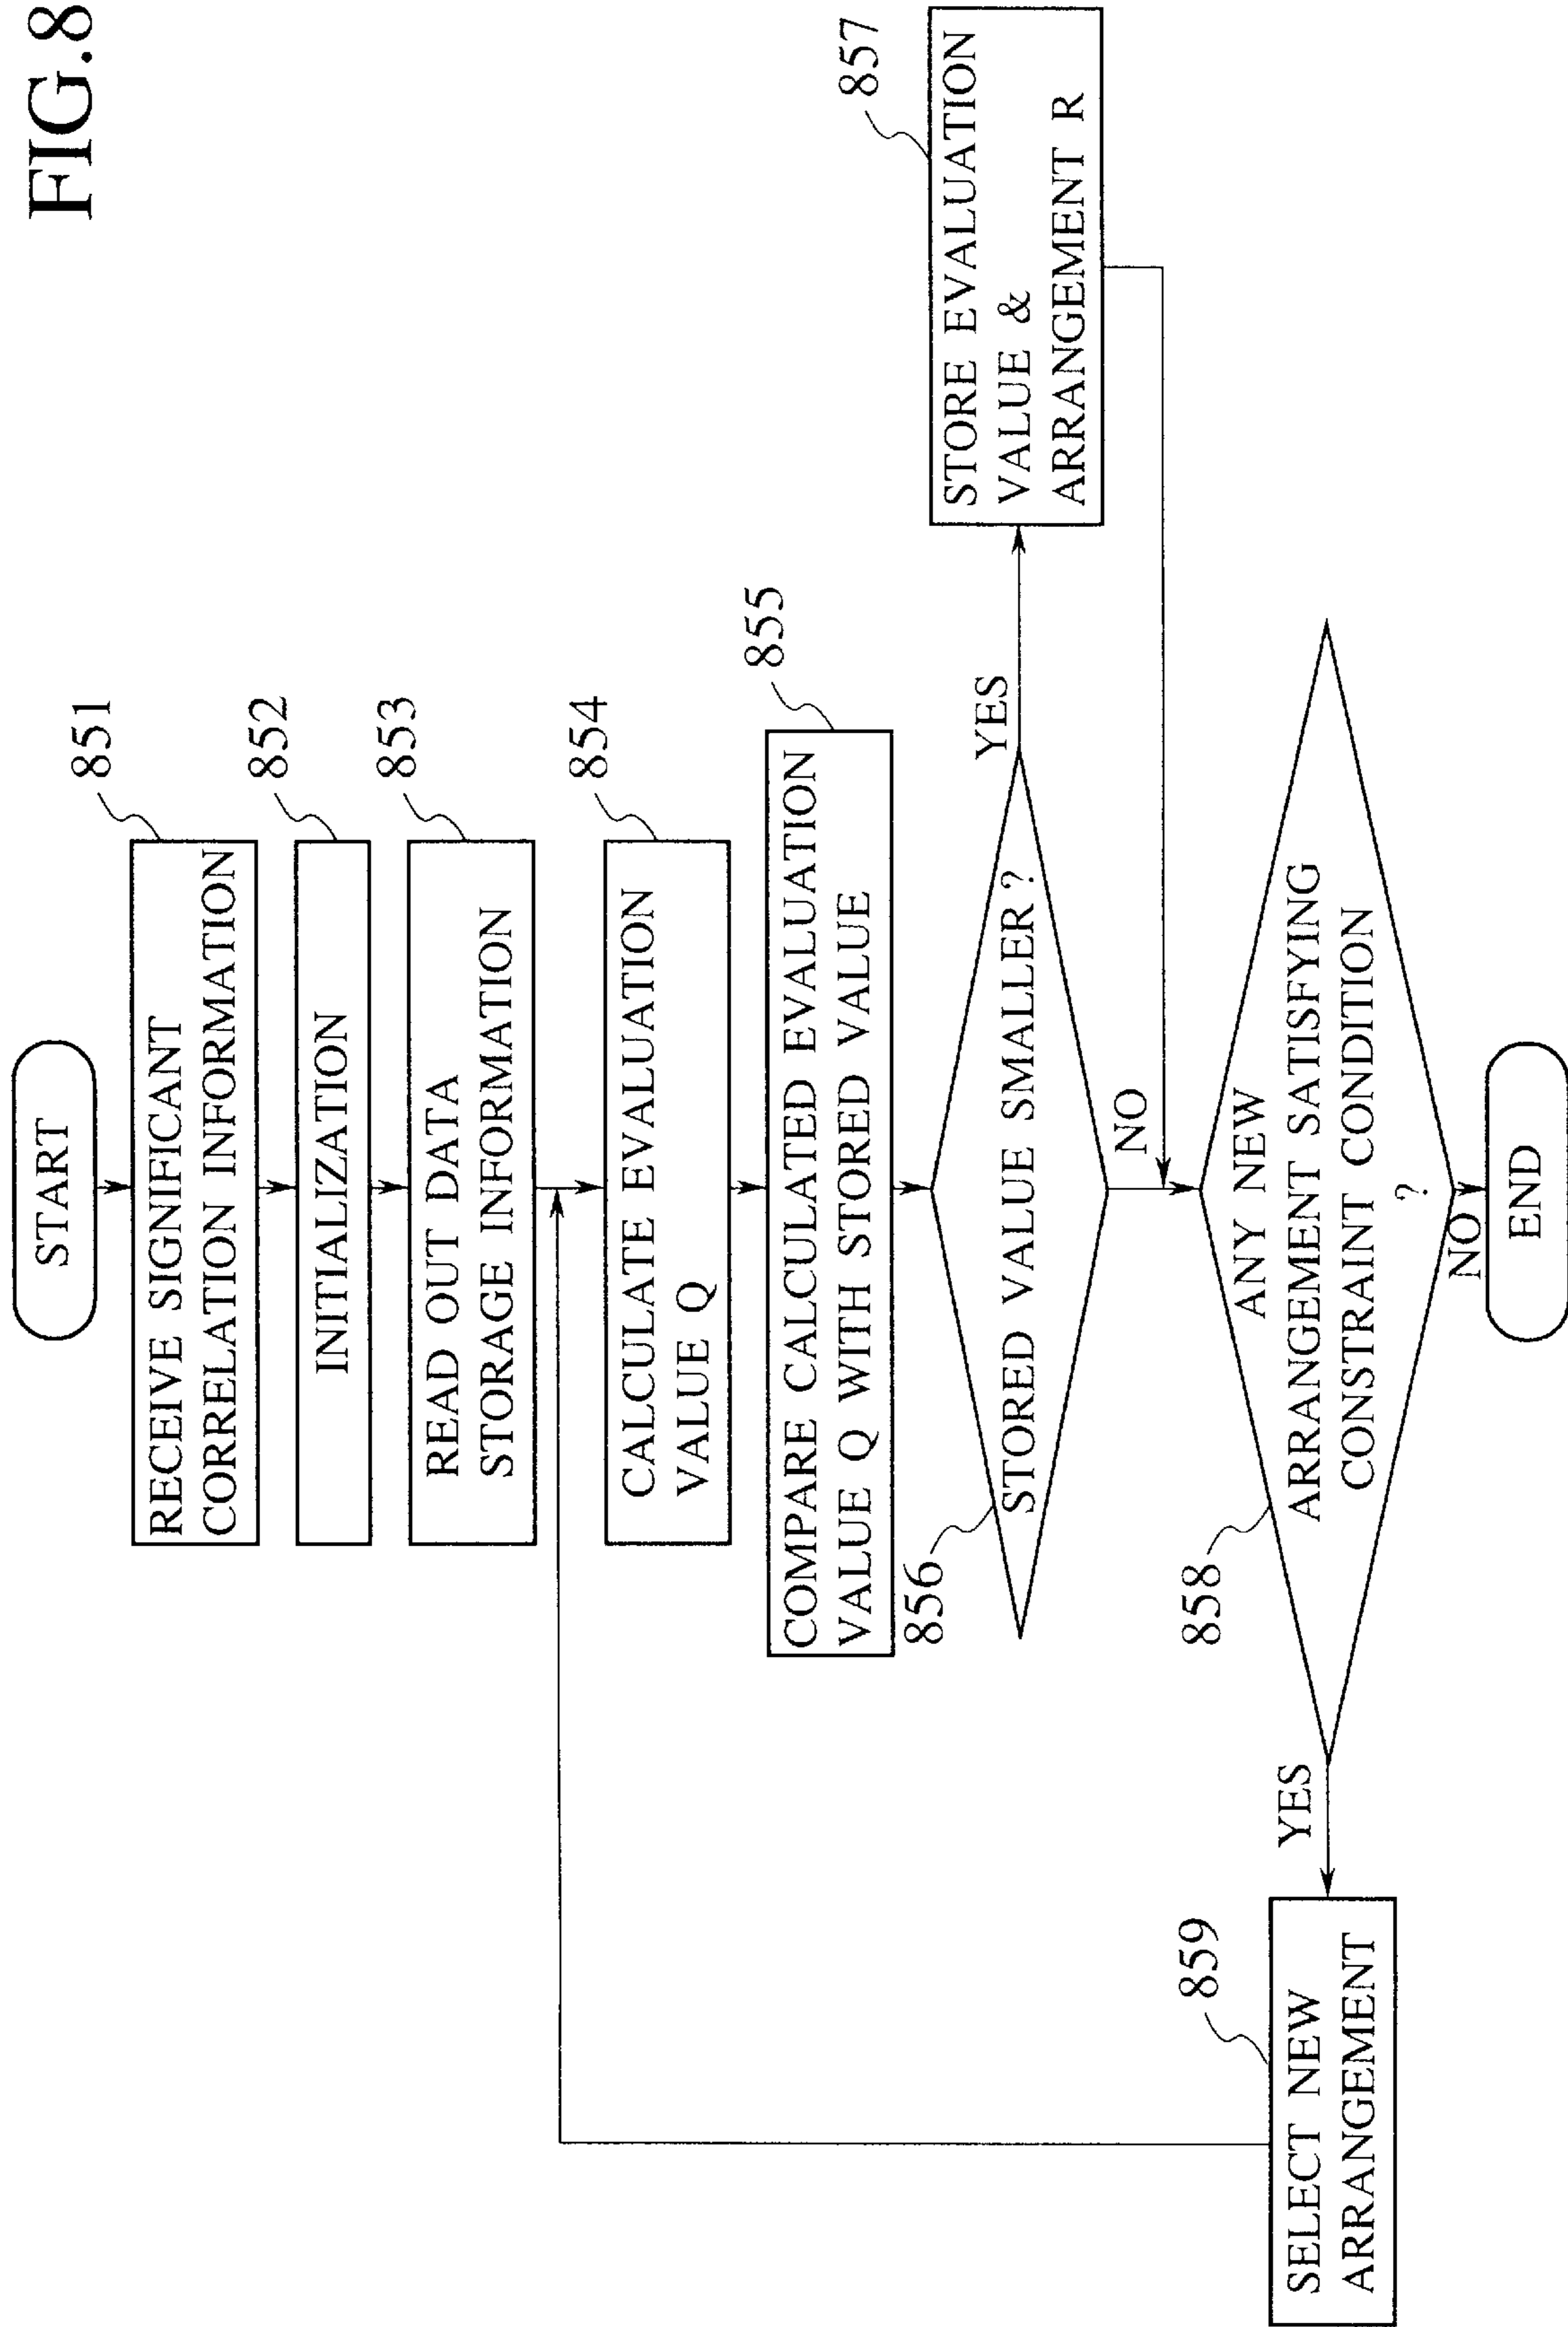 FIG.8
START
RECEIVE SIGNIFICANT
CORRELATION INFORMATION
851
INITIALIZATION
852
READ OUT DATA
STORAGE INFORMATION
853
CALCULATE EVALUATION
VALUE Q
854
COMPARE CALCULATED EVALUATION
VALUE Q WITH STORED VALUE
855
STORED VALUE SMALLER ?
856
YES
STORE EVALUATION
VALUE &
ARRANGEMENT R
857
NO
ANY NEW
ARRANGEMENT SATISFYING
CONSTRAINT CONDITION
?
858
YES
SELECT NEW
ARRANGEMENT
859
NO
END